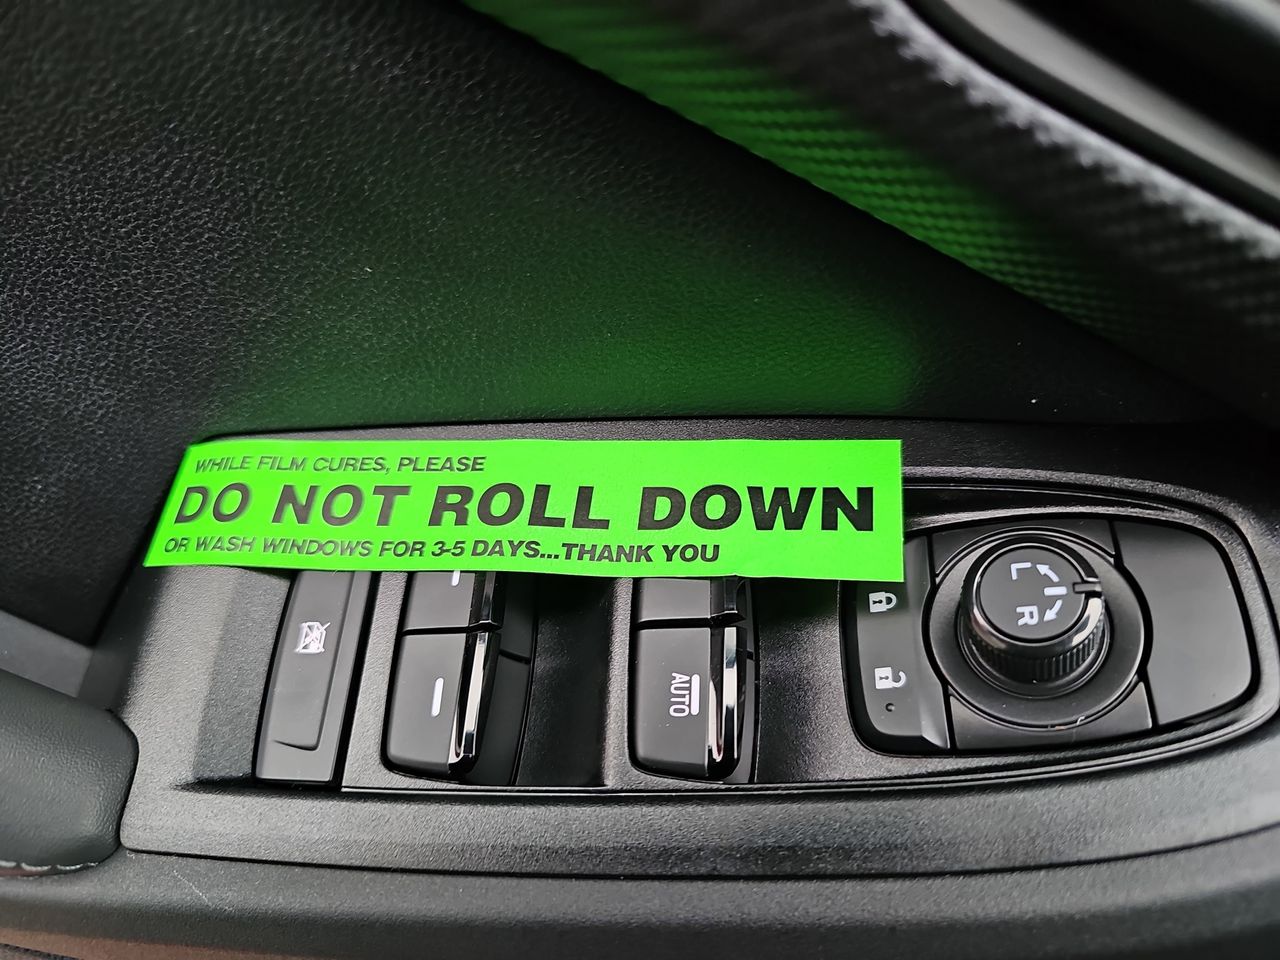 WHILE FILM CURES, PLEASE
DO NOT ROLL DOWN
OR WASH WINDOWS FOR 3-5 DAYS...THANK YOU
AUTO
L
R